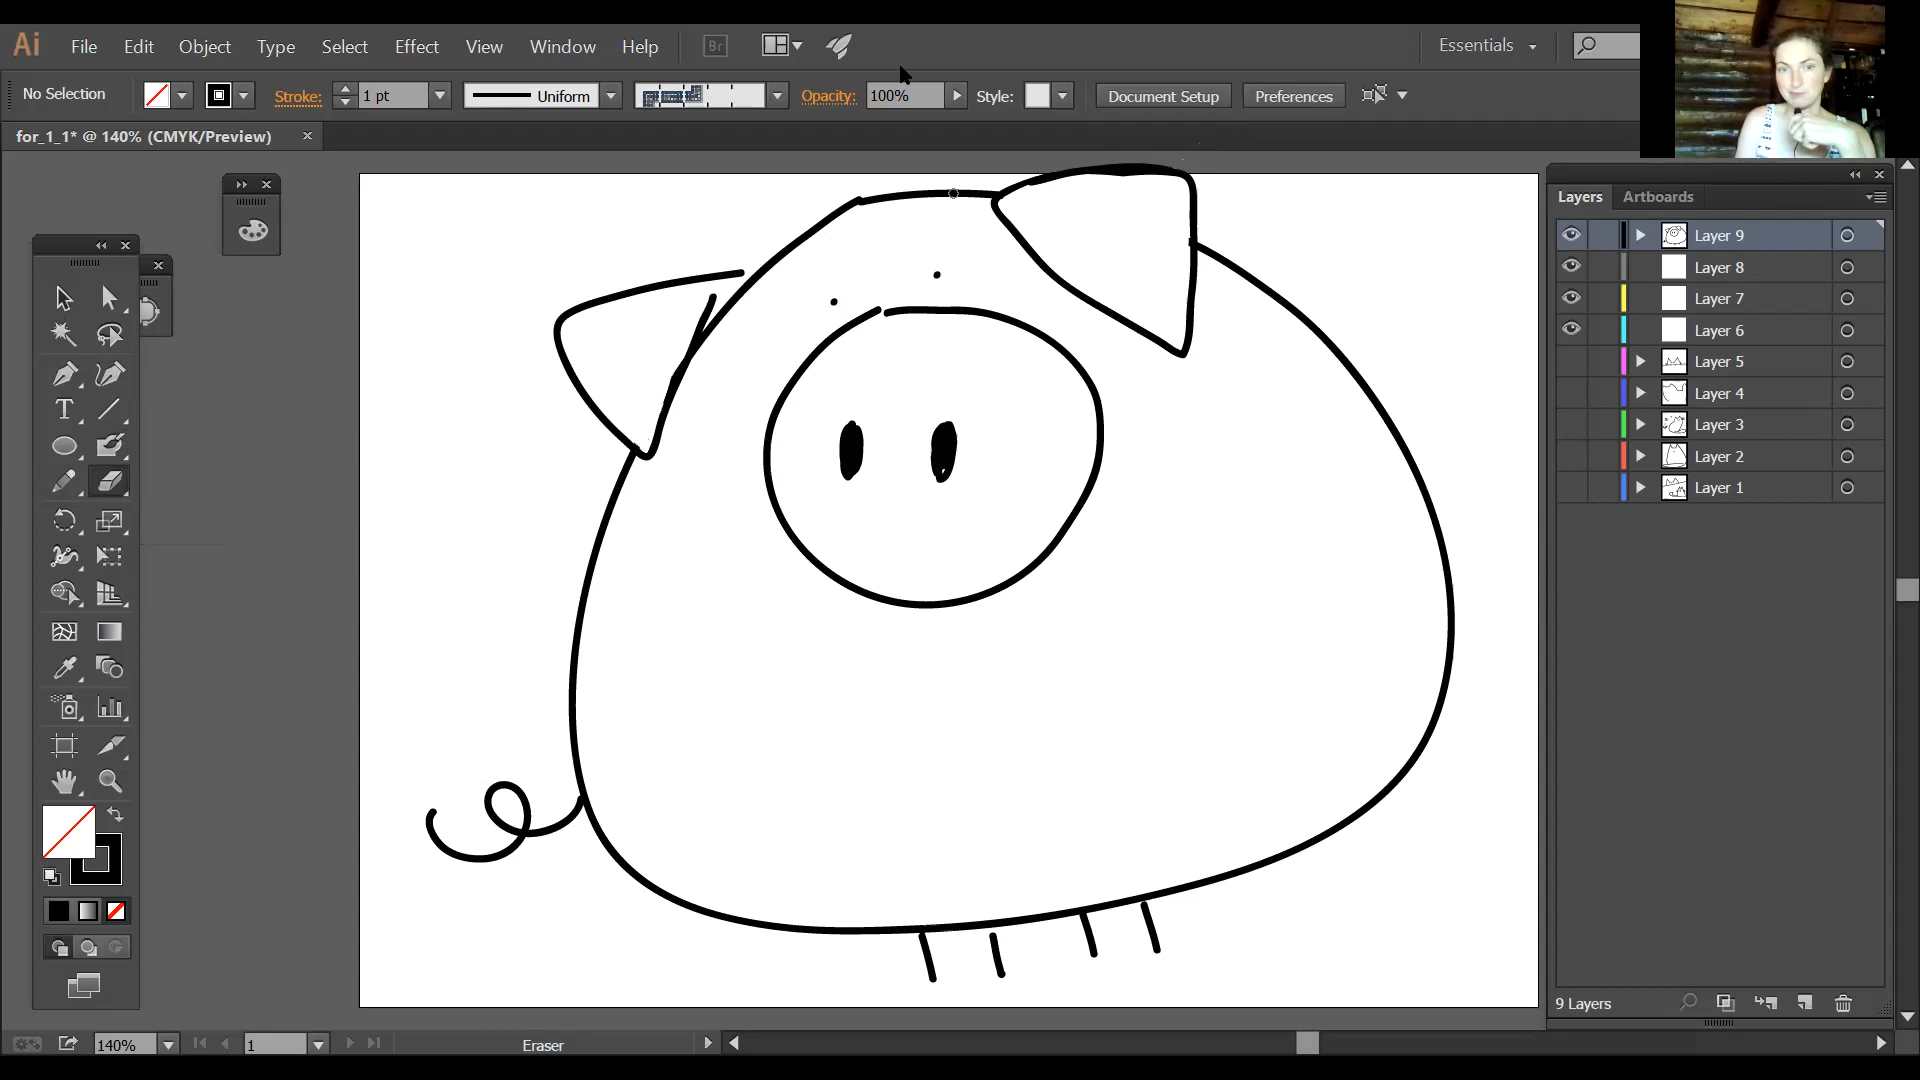 Ai File Edit Object Type Select Effect View Window Help Br Essentials
No Selection Stroke: 1 pt Uniform Opacity: 100% Style: Document Setup Preferences
for_1_1* @ 140% (CMYK/Preview)
Layers Artboards
Layer 9
Layer 8
Layer 7
Layer 6
Layer 5
Layer 4
Layer 3
Layer 2
Layer 1
9 Layers
140% 1 Eraser